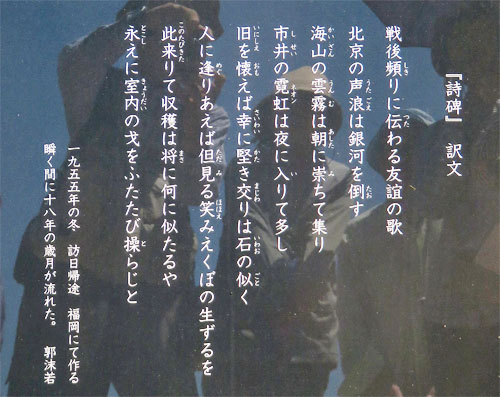 『詩碑』 訳文
戦後頻りに伝わる友誼の歌
北京の声浪は銀河を倒す
海山の雲霧は朝に崇ちて集り
市井の霓虹は夜に入りて多し
旧を懐えば幸に堅き交りは石の似く
人に逢りあえば但見る笑みえくぼの生ずるを
此来りて収穫は将に何に似たるや
永えに室内の戈をふたたび操らじと
一九五五年の冬 訪日帰途 福岡にて作る
瞬く間に十八年の歳月が流れた。 郭沫若